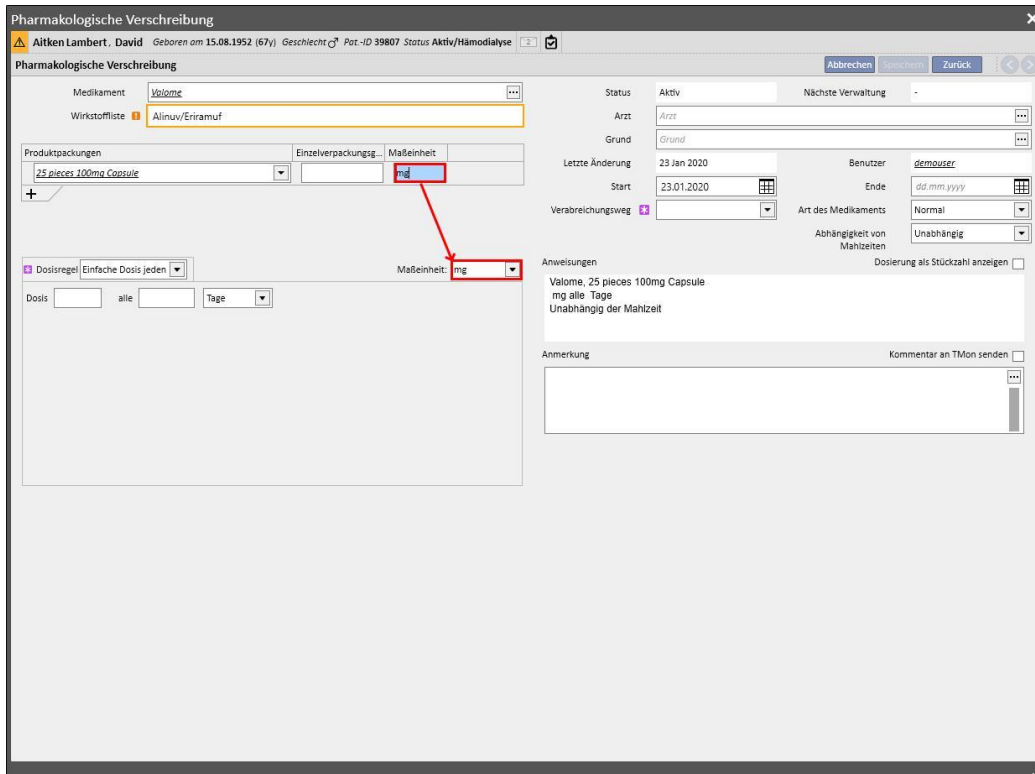 Pharmakologische Verschreibung
Aitken Lambert, David Geboren am 15.08.1952 (67y) Geschlecht Pat.-ID 39807 Status Aktiv/Hämodialyse
Pharmakologische Verschreibung Abbrechen Speichern Zurück
Medikament Valome
Wirkstoffliste Alinuv/Eriramuf
Produktpackungen Einzelverpackungsg... Maßeinheit
25 pieces 100mg Capsule mg
+
Dosisregel Einfache Dosis jeden Maßeinheit: mg
Dosis alle Tage
Status Aktiv Nächste Verwaltung -
Arzt Arzt
Grund Grund
Letzte Änderung 23 Jan 2020 Benutzer demouser
Start 23.01.2020 Ende dd.mm.yyyy
Verabreichungsweg Art des Medikaments Normal
Abhängigkeit von Mahlzeiten Unabhängig
Anweisungen Dosierung als Stückzahl anzeigen
Valome, 25 pieces 100mg Capsule
mg alle Tage
Unabhängig der Mahlzeit
Anmerkung Kommentar an TMon senden